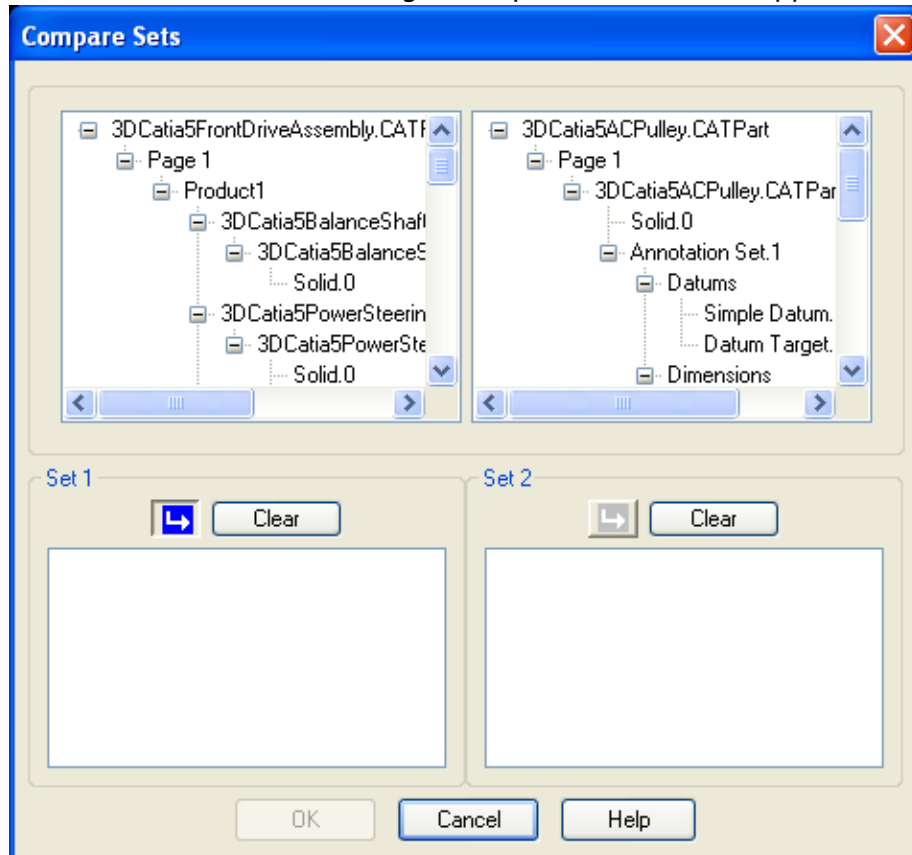 Compare Sets
3DCatia5FrontDriveAssembly.CATF
Page 1
Product1
3DCatia5BalanceShaft
3DCatia5BalanceS
Solid.0
3DCatia5PowerSteerin
3DCatia5PowerSte
Solid.0
3DCatia5ACPulley.CATPart
Page 1
3DCatia5ACPulley.CATPar
Solid.0
Annotation Set.1
Datums
Simple Datum.
Datum Target.
Dimensions
Set 1
Clear
Set 2
Clear
OK
Cancel
Help